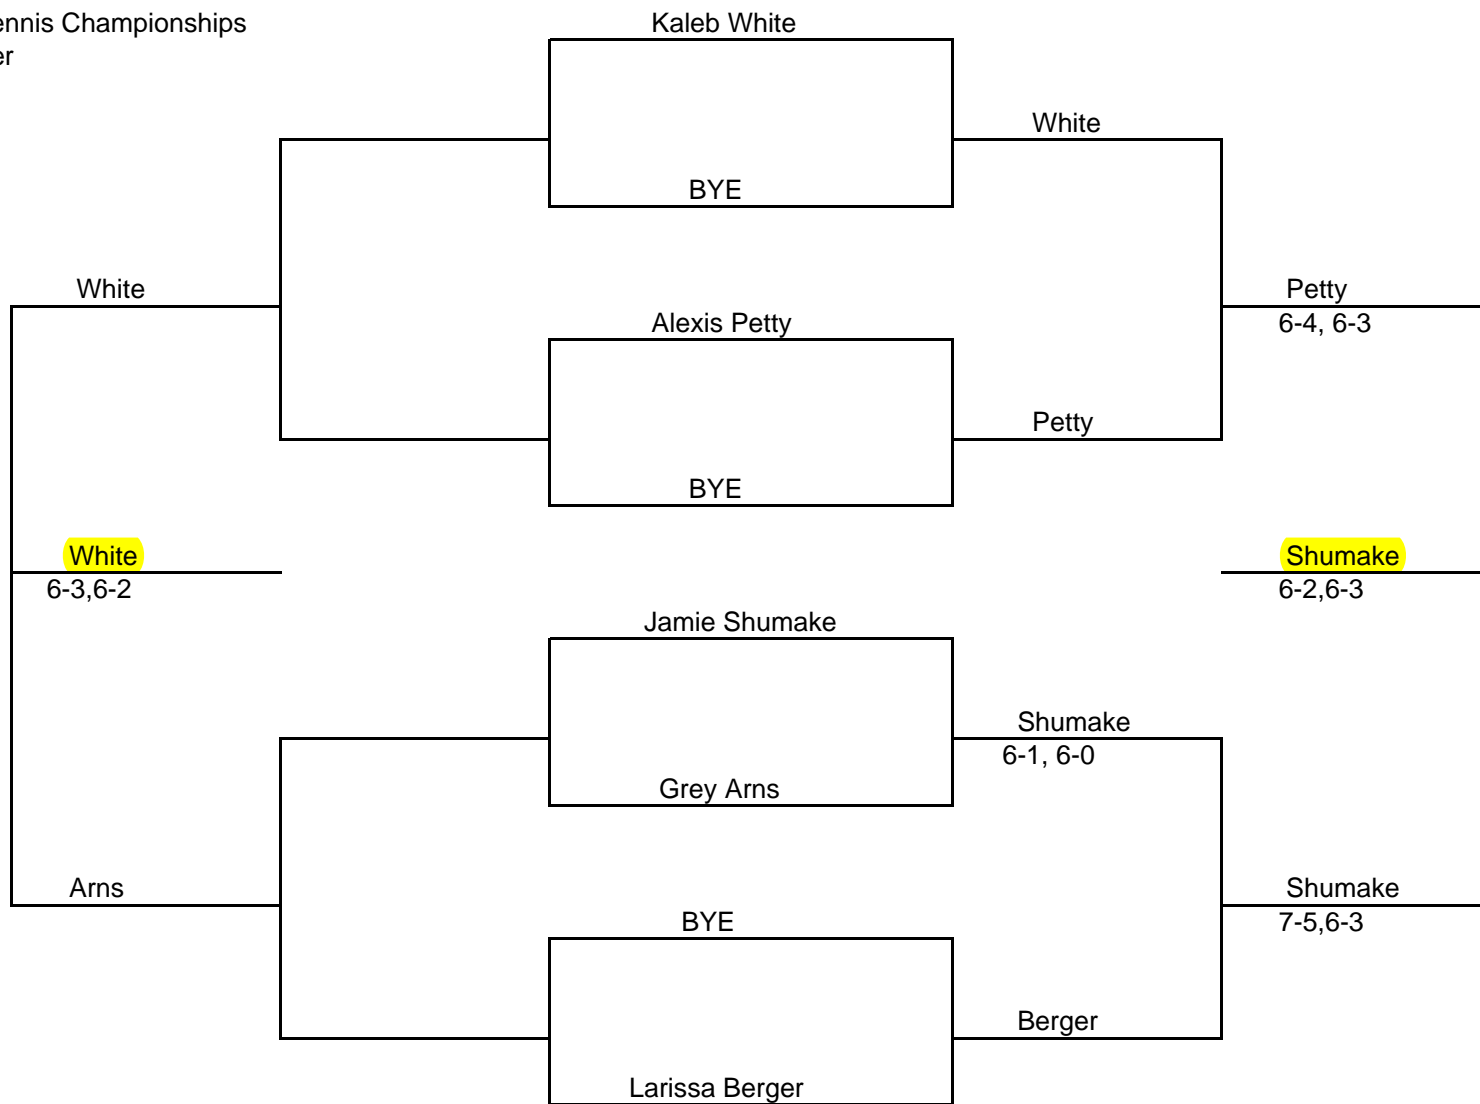 Championships
Kaleb White
White
BYE
White
Petty
6-4, 6-3
Alexis Petty
Petty
BYE
White
6-3,6-2
Shumake
6-2,6-3
Jamie Shumake
Shumake
6-1, 6-0
Grey Arns
Arns
Shumake
7-5,6-3
BYE
Berger
Larissa Berger